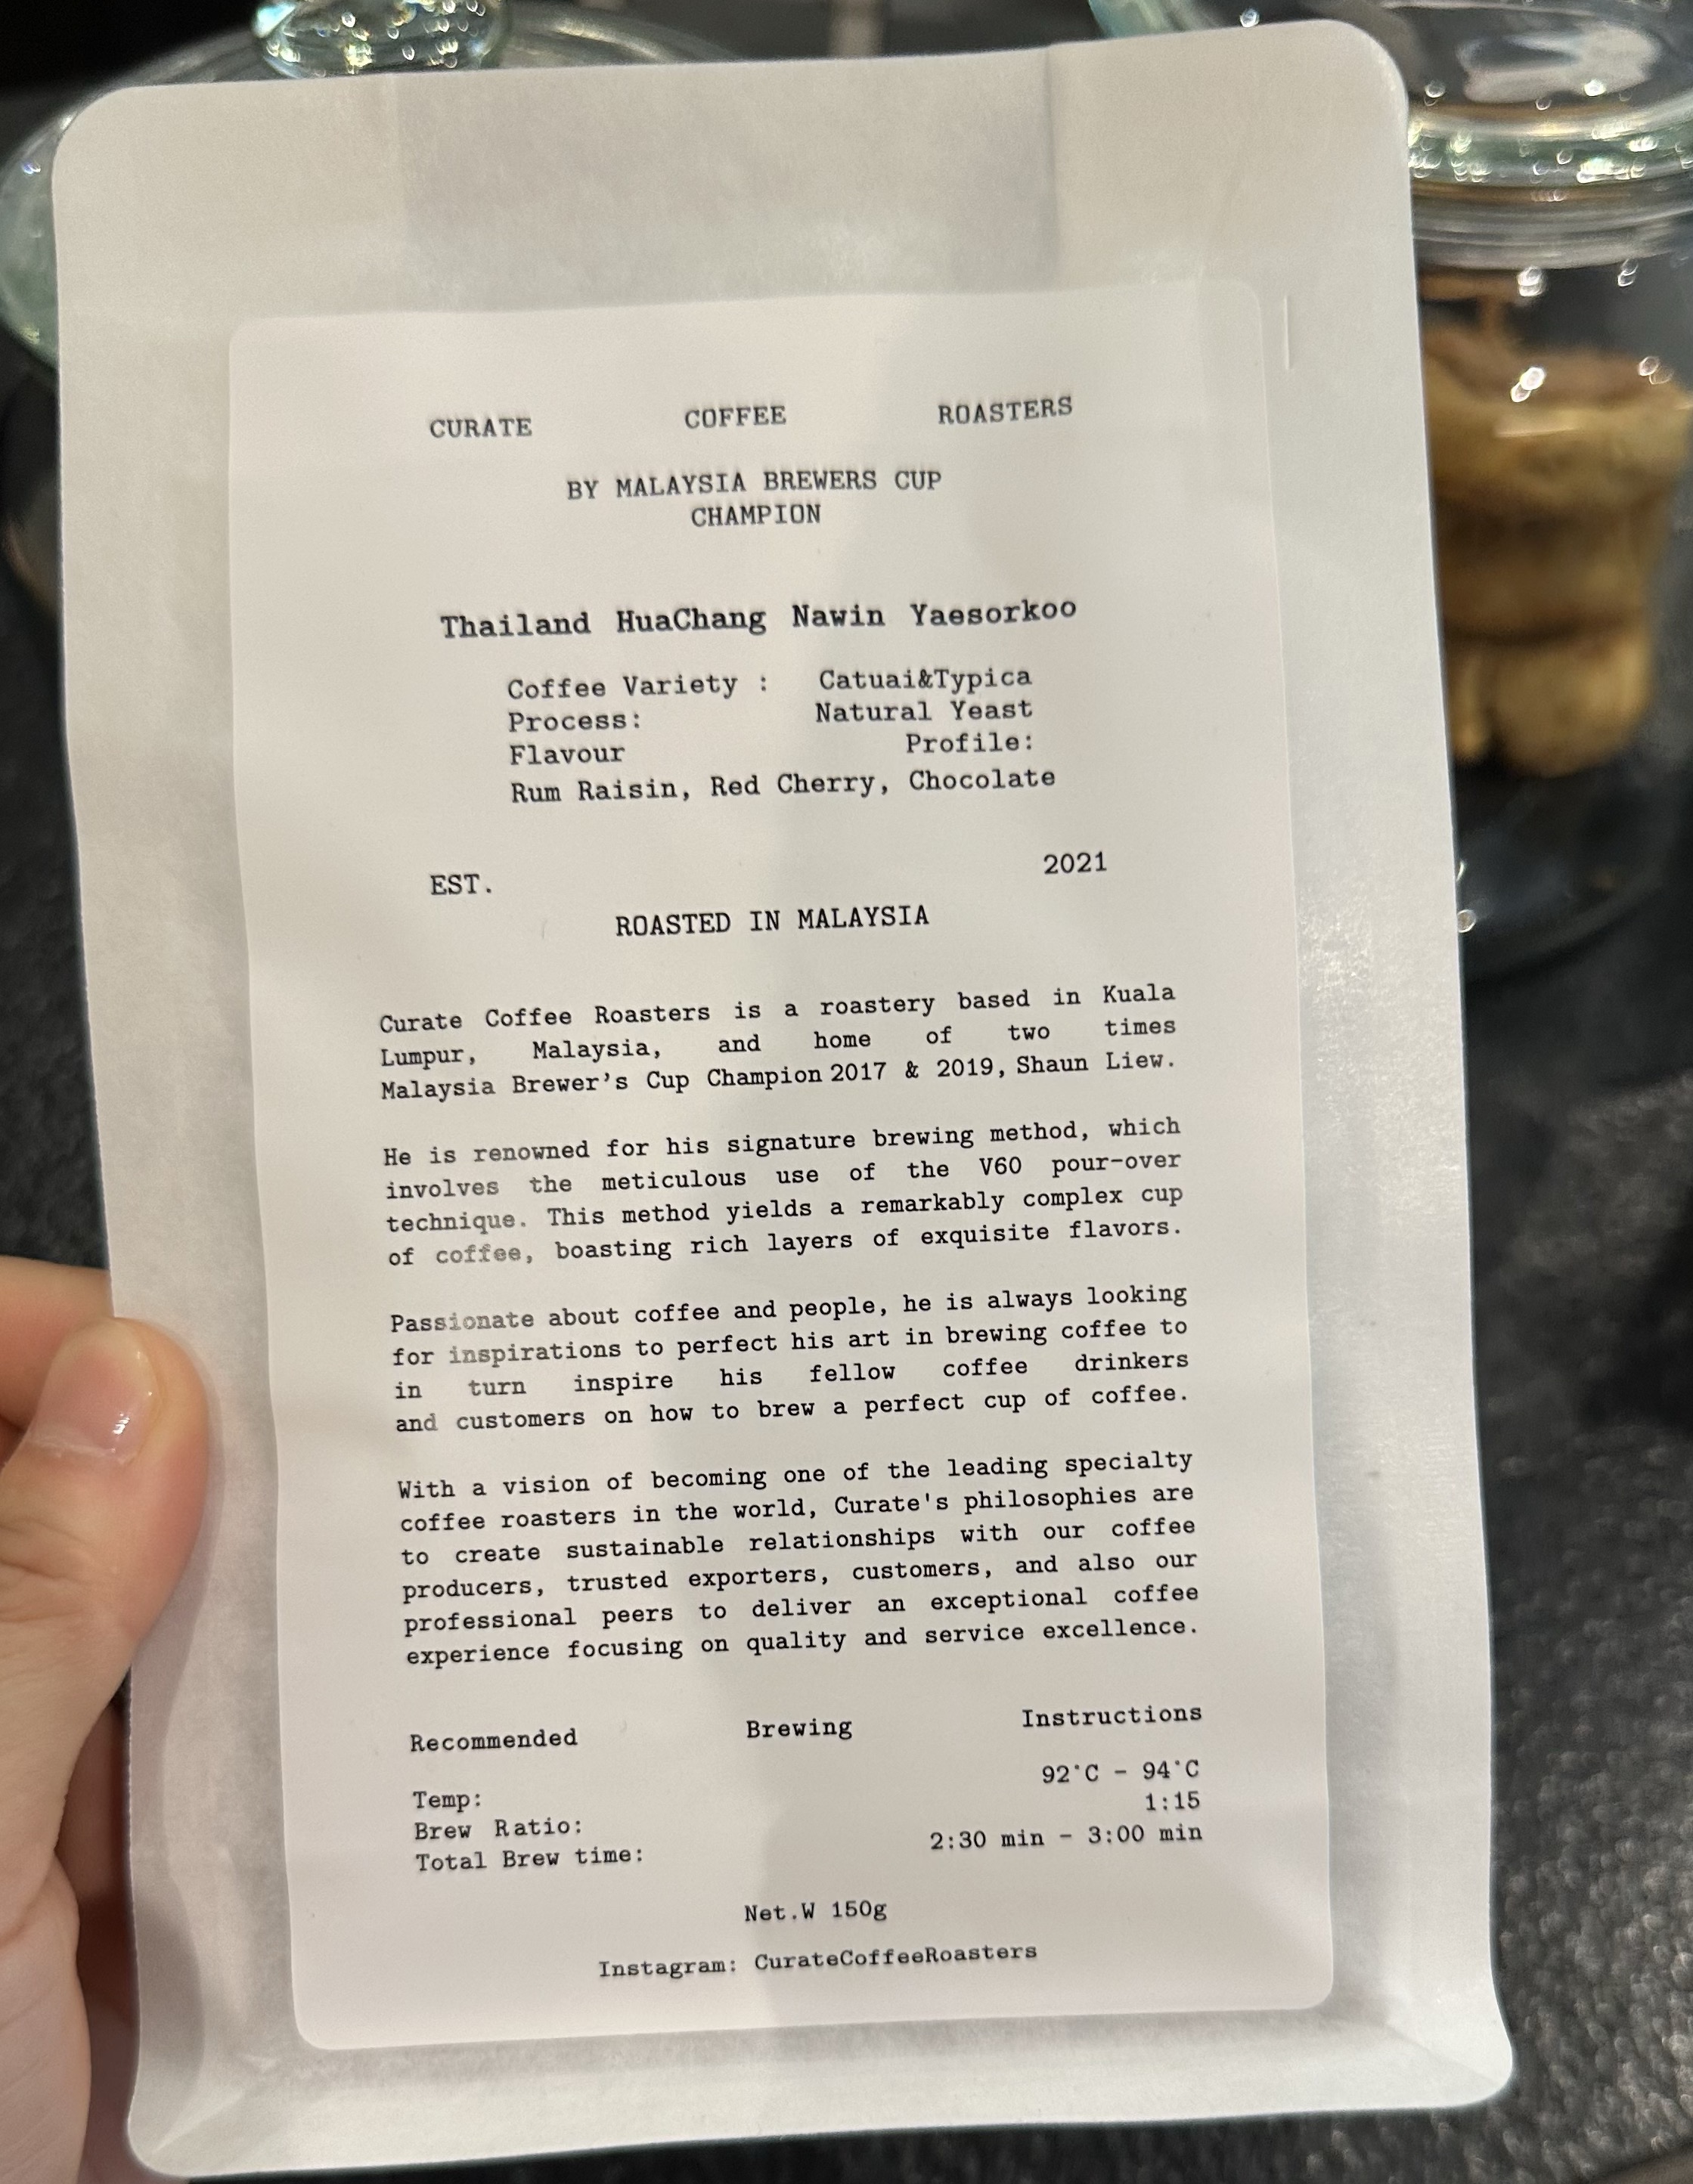 CURATE COFFEE ROASTERS
BY MALAYSIA BREWERS CUP
CHAMPION
Thailand HuaChang Nawin Yaesorkoo
Coffee Variety : Catuai&Typica
Process: Natural Yeast
Flavour Profile:
Rum Raisin, Red Cherry, Chocolate
EST. 2021
ROASTED IN MALAYSIA
Curate Coffee Roasters is a roastery based in Kuala
Lumpur, Malaysia, and home of two times
Malaysia Brewer’s Cup Champion 2017 & 2019, Shaun Liew.
He is renowned for his signature brewing method, which
involves the meticulous use of the V60 pour-over
technique. This method yields a remarkably complex cup
of coffee, boasting rich layers of exquisite flavors.
Passionate about coffee and people, he is always looking
for inspirations to perfect his art in brewing coffee to
in turn inspire his fellow coffee drinkers
and customers on how to brew a perfect cup of coffee.
With a vision of becoming one of the leading specialty
coffee roasters in the world, Curate's philosophies are
to create sustainable relationships with our coffee
producers, trusted exporters, customers, and also our
professional peers to deliver an exceptional coffee
experience focusing on quality and service excellence.
Recommended Brewing Instructions
Temp: 92°C - 94°C
Brew Ratio: 1:15
Total Brew time: 2:30 min - 3:00 min
Net.W 150g
Instagram: CurateCoffeeRoasters